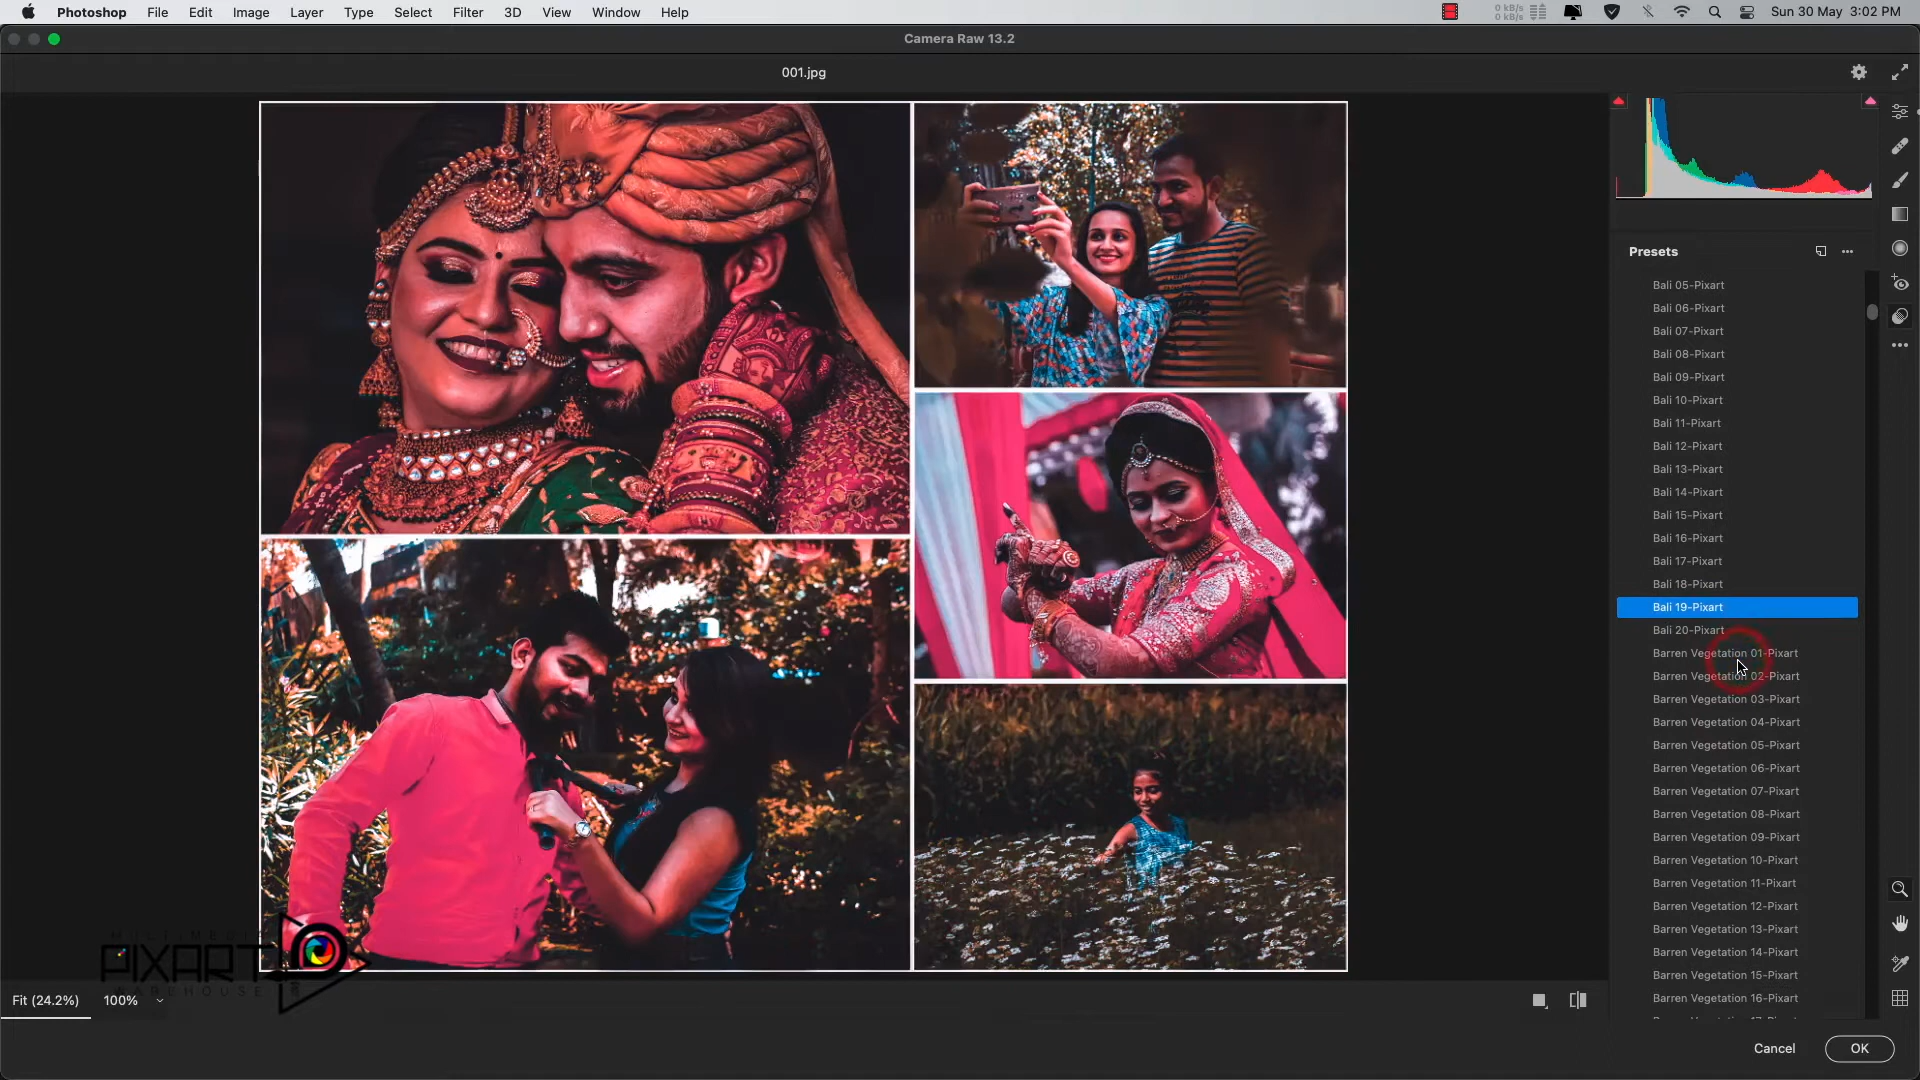 Photoshop File Edit Image Layer Type Select Filter 3D View Window Help 0 kB/s 0 kB/s Sun 30 May 3:02 PM
Camera Raw 13.2
001.jpg
Presets
Bali 05-Pixart
Bali 06-Pixart
Bali 07-Pixart
Bali 08-Pixart
Bali 09-Pixart
Bali 10-Pixart
Bali 11-Pixart
Bali 12-Pixart
Bali 13-Pixart
Bali 14-Pixart
Bali 15-Pixart
Bali 16-Pixart
Bali 17-Pixart
Bali 18-Pixart
Bali 19-Pixart
Bali 20-Pixart
Barren Vegetation 01-Pixart
Barren Vegetation 02-Pixart
Barren Vegetation 03-Pixart
Barren Vegetation 04-Pixart
Barren Vegetation 05-Pixart
Barren Vegetation 06-Pixart
Barren Vegetation 07-Pixart
Barren Vegetation 08-Pixart
Barren Vegetation 09-Pixart
Barren Vegetation 10-Pixart
Barren Vegetation 11-Pixart
Barren Vegetation 12-Pixart
Barren Vegetation 13-Pixart
Barren Vegetation 14-Pixart
Barren Vegetation 15-Pixart
Barren Vegetation 16-Pixart
MULTI MEDIA
PIXART
WAREHOUSE
Fit (24.2%) 100%
Cancel OK